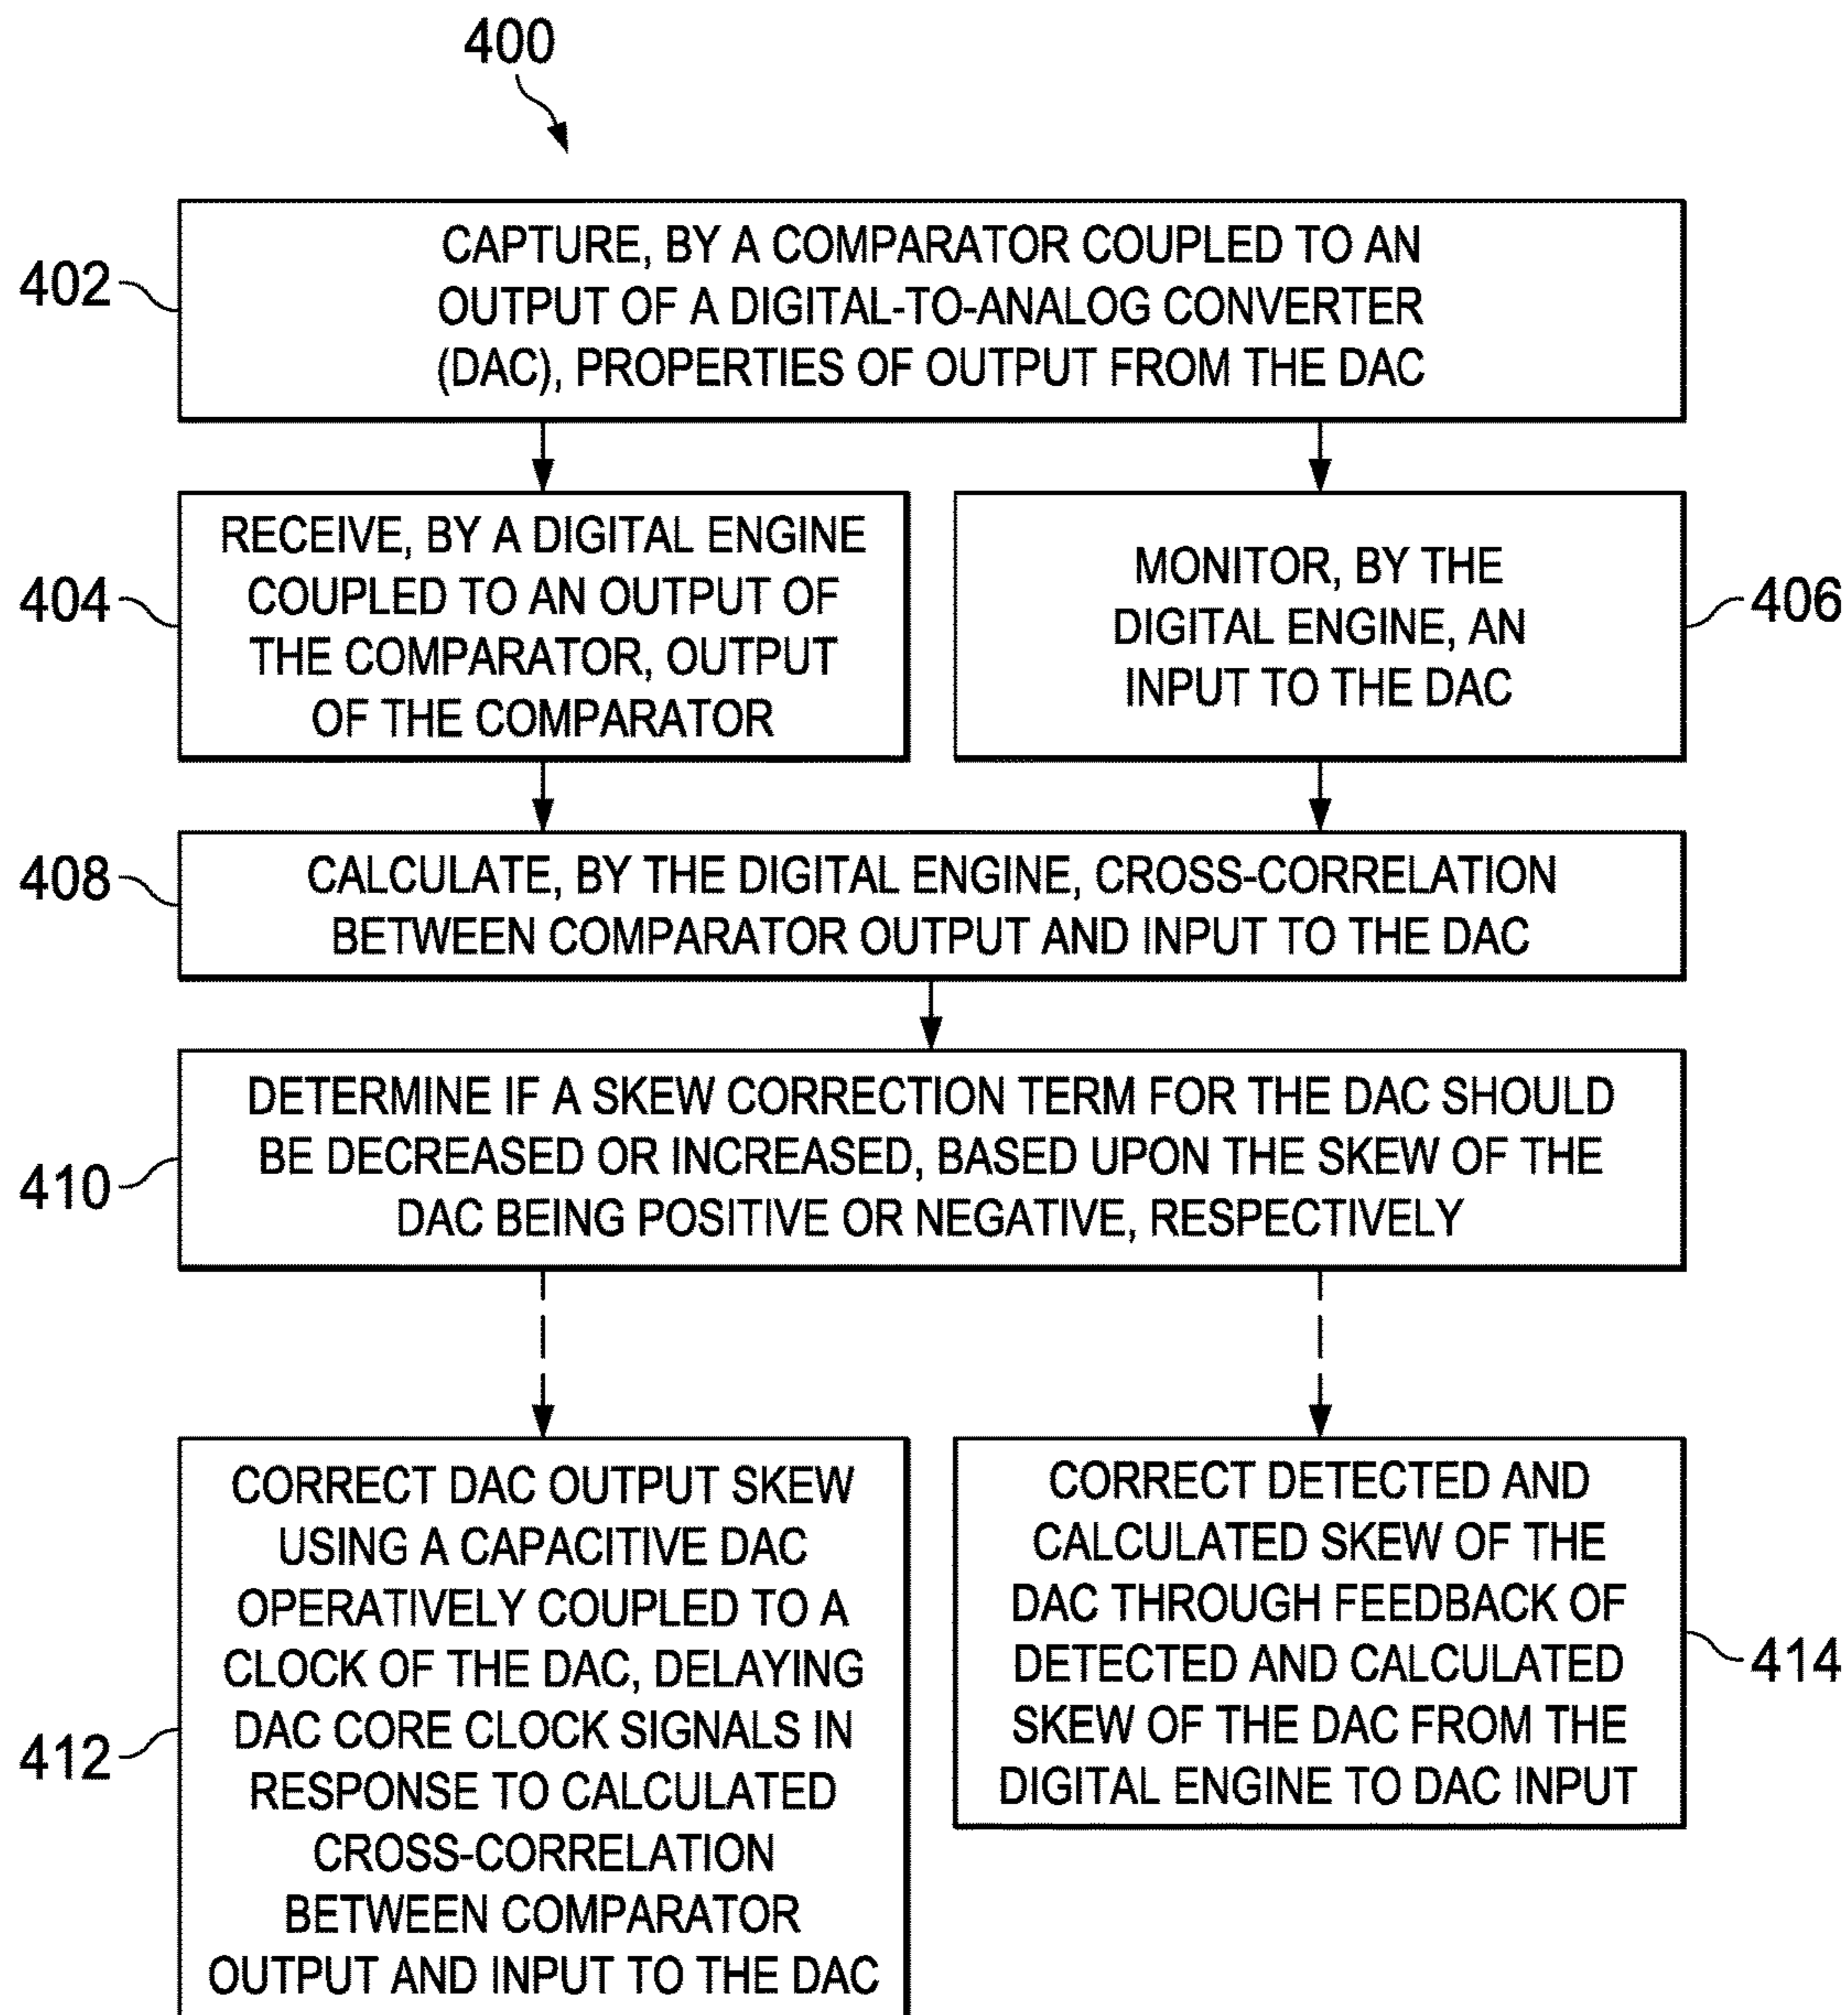 400
402
CAPTURE, BY A COMPARATOR COUPLED TO AN
OUTPUT OF A DIGITAL-TO-ANALOG CONVERTER
(DAC), PROPERTIES OF OUTPUT FROM THE DAC
404
RECEIVE, BY A DIGITAL ENGINE
COUPLED TO AN OUTPUT OF
THE COMPARATOR, OUTPUT
OF THE COMPARATOR
MONITOR, BY THE
DIGITAL ENGINE, AN
INPUT TO THE DAC
406
408
CALCULATE, BY THE DIGITAL ENGINE, CROSS-CORRELATION
BETWEEN COMPARATOR OUTPUT AND INPUT TO THE DAC
410
DETERMINE IF A SKEW CORRECTION TERM FOR THE DAC SHOULD
BE DECREASED OR INCREASED, BASED UPON THE SKEW OF THE
DAC BEING POSITIVE OR NEGATIVE, RESPECTIVELY
412
CORRECT DAC OUTPUT SKEW
USING A CAPACITIVE DAC
OPERATIVELY COUPLED TO A
CLOCK OF THE DAC, DELAYING
DAC CORE CLOCK SIGNALS IN
RESPONSE TO CALCULATED
CROSS-CORRELATION
BETWEEN COMPARATOR
OUTPUT AND INPUT TO THE DAC
CORRECT DETECTED AND
CALCULATED SKEW OF THE
DAC THROUGH FEEDBACK OF
DETECTED AND CALCULATED
SKEW OF THE DAC FROM THE
DIGITAL ENGINE TO DAC INPUT
414